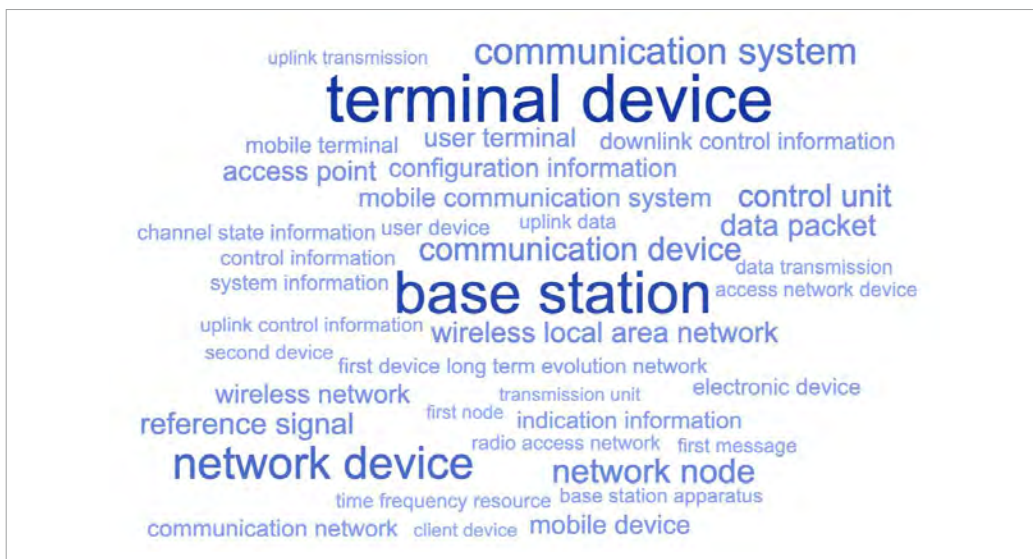 uplink transmission communication system
terminal device
mobile terminal user terminal downlink control information
access point configuration information
mobile communication system control unit
channel state information user device uplink data data packet
control information communication device
system information base station data transmission
access network device
uplink control information wireless local area network
second device
first device long term evolution network
wireless network transmission unit electronic device
reference signal first node indication information
radio access network first message
network device network node
time frequency resource base station apparatus
communication network client device mobile device